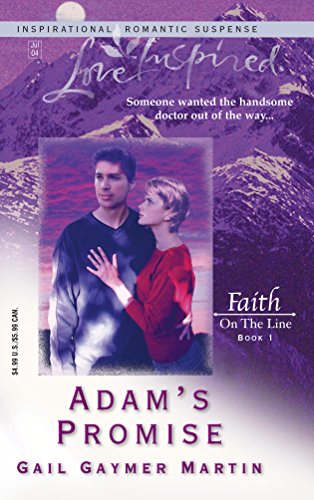 INSPIRATIONAL ROMANTIC SUSPENSE
Jul
04
Love Inspired.
Someone wanted the handsome
doctor out of the way...
$4.99 U.S./$5.99 CAN.
Faith
On The Line
Book 1
Adam's
Promise
Gail Gaymer Martin